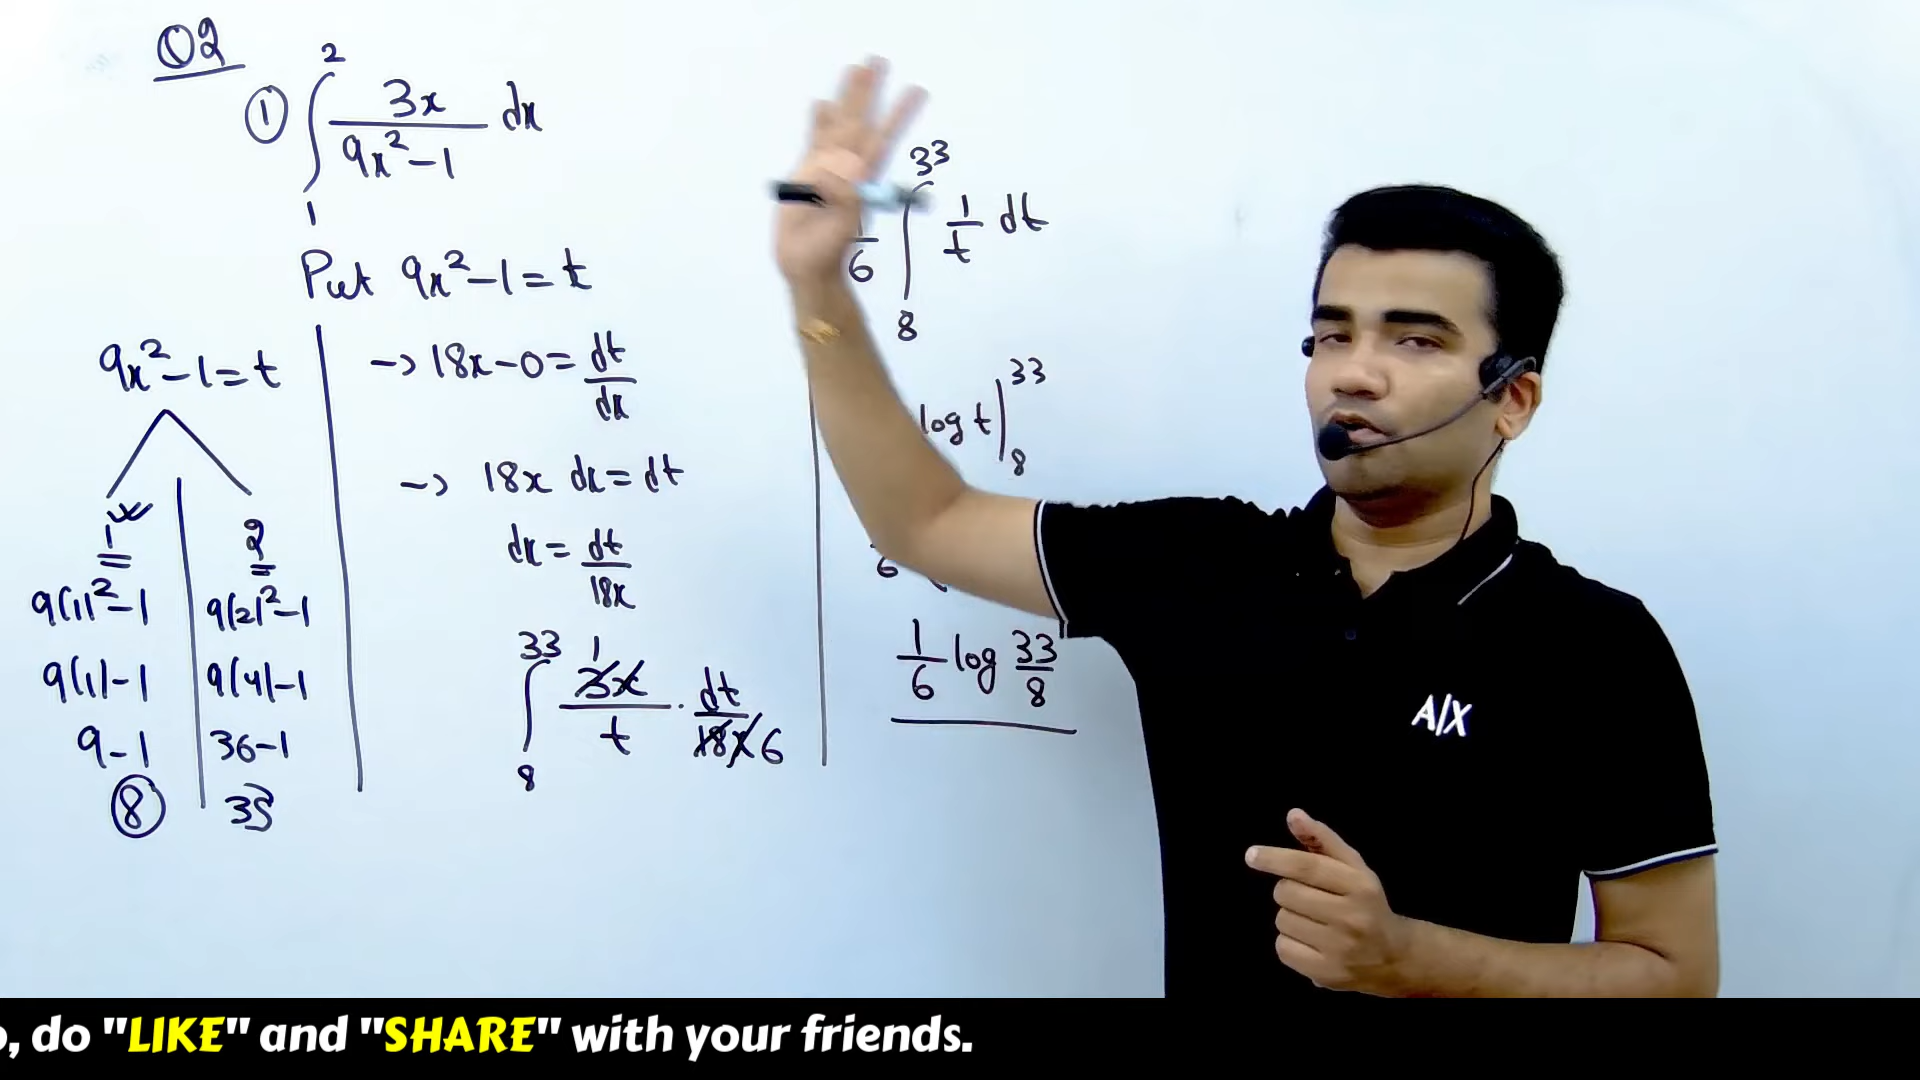 Q2
① ∫₁² 3x/(9x²-1) dx
Put 9x²-1=t
9x²-1=t
1 | 2
9(1)²-1 | 9(2)²-1
9(1)-1 | 9(4)-1
9-1 | 36-1
8 | 35
-> 18x-0 = dt/dx
-> 18x dx = dt
dx = dt/18x
∫₈³³ 3x/t · dt/18x 1 6
6 ∫₈³³ 1/t dt
log t |₈³³
6
1/6 log 33/8
A/X
, do "LIKE" and "SHARE" with your friends.